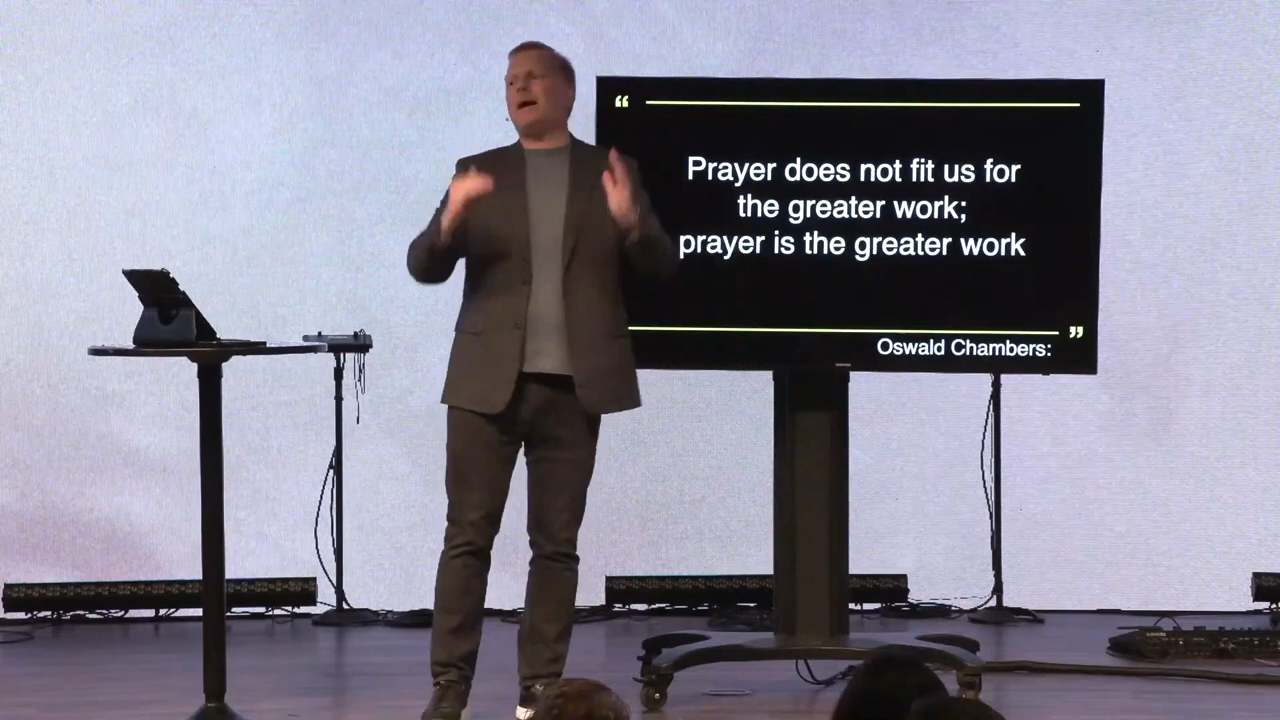 “
Prayer does not fit us for
the greater work;
prayer is the greater work
”
Oswald Chambers: